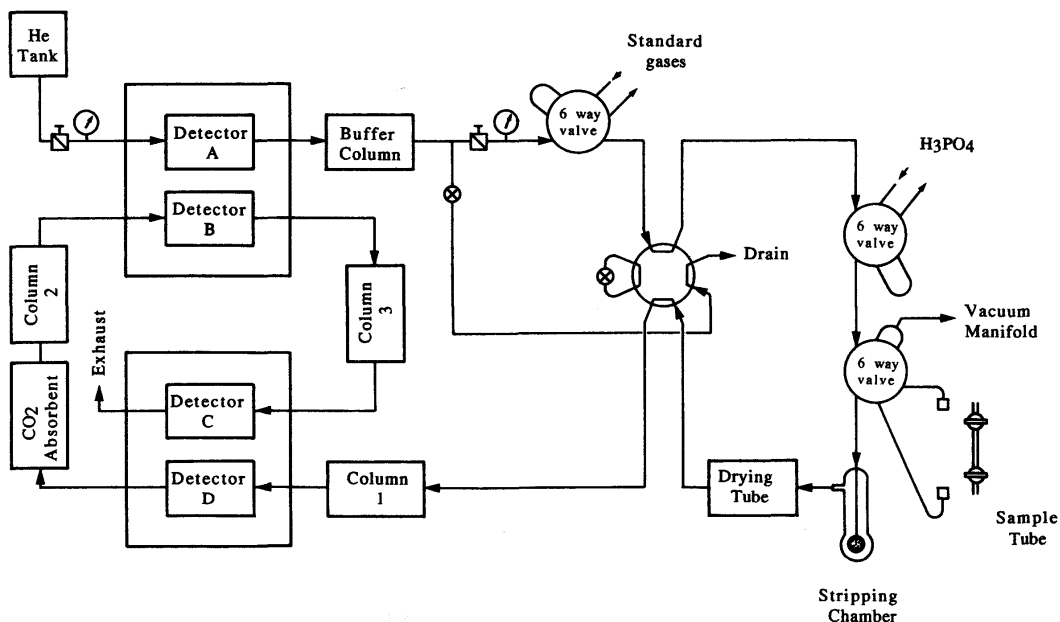 He
Tank
Standard
gases
6 way
valve
Detector
A
Buffer
Column
H3PO4
Detector
B
6 way
valve
Drain
Column
2
Column
3
Vacuum
Manifold
Exhaust
6 way
valve
CO2
Absorbent
Detector
C
Detector
D
Column
1
Drying
Tube
Sample
Tube
Stripping
Chamber